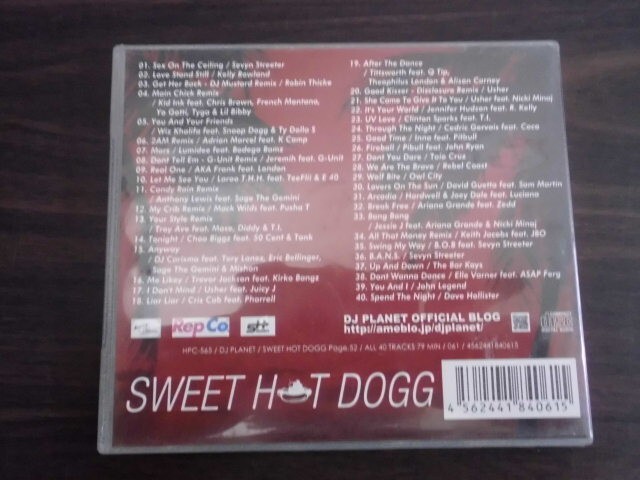 01. Sex On The Ceiling / Sevyn Streeter
02. Love Stand Still / Kelly Rowland
03. Get Her Back - DJ Mustard Remix / Robin Thicke
04. Main Chick Remix
/ Kid Ink feat. Chris Brown, French Montana,
Yo Gotti, Tyga & Lil Bibby
05. You And Your Friends
/ Wiz Khalifa feat. Snoop Dogg & Ty Dolla $
06. 2AM Remix / Adrian Marcel feat. K Camp
07. Mars / Lumidee feat. Bodega Bamz
08. Dont Tell Em - G-Unit Remix / Jeremih feat. G-Unit
09. Real One / AKA Frank feat. London
10. Let Me See You / Laroo T.H.H. feat. TeeFlii & E 40
11. Candy Rain Remix
/ Anthony Lewis feat. Sage The Gemini
12. My Crib Remix / Mack Wilds feat. Pusha T
13. Your Style Remix
/ Tray Ave feat. Mase, Diddy & T.I.
14. Tonight / Chao Biggz feat. 50 Cent & Tank
15. Anyway
/ DJ Carisma feat. Tory Lanez, Eric Bellinger,
Sage The Gemini & Mishon
16. Me Likey / Trevor Jackson feat. Kirko Bangz
17. I Don't Mind / Usher feat. Juicy J
18. Liar Liar / Cris Cab feat. Pharrell
19. After The Dance
/ Tittsworth feat. Q Tip,
Theophilus London & Alison Carney
20. Good Kisser - Disclosure Remix / Usher
21. She Came To Give It To You / Usher feat. Nicki Minaj
22. It's Your World / Jennifer Hudson feat. R. Kelly
23. UV Love / Clinton Sparks feat. T.I.
24. Through The Night / Cedric Gervais feat. Coco
25. Good Time / Inna feat. Pitbull
26. Fireball / Pitbull feat. John Ryan
27. Dont You Dare / Taio Cruz
28. We Are The Brave / Rebel Coast
29. Wolf Bite / Owl City
30. Lovers On The Sun / David Guetta feat. Sam Martin
31. Arcadia / Hardwell & Joey Dale feat. Luciana
32. Break Free / Ariana Grande feat. Zedd
33. Bang Bang
/ Jessie J feat. Ariana Grande & Nicki Minaj
34. All That Money Remix / Keith Jacobs feat. JBO
35. Swing My Way / B.O.B feat. Sevyn Streeter
36. B.A.N.S. / Sevyn Streeter
37. Up And Down / The Bar Kays
38. Dont Wanna Dance / Elle Varner feat. ASAP Ferg
39. You And I / John Legend
40. Spend The Night / Dave Hollister
DJ PLANET OFFICIAL BLOG
http://ameblo.jp/djplanet/
RepCo.
HPC-565 / DJ PLANET / SWEET HOT DOGG Page.52 / ALL 40 TRACKS 79 MIN / 061 / 4562441840615
SWEET HOT DOGG
4 562441 840615